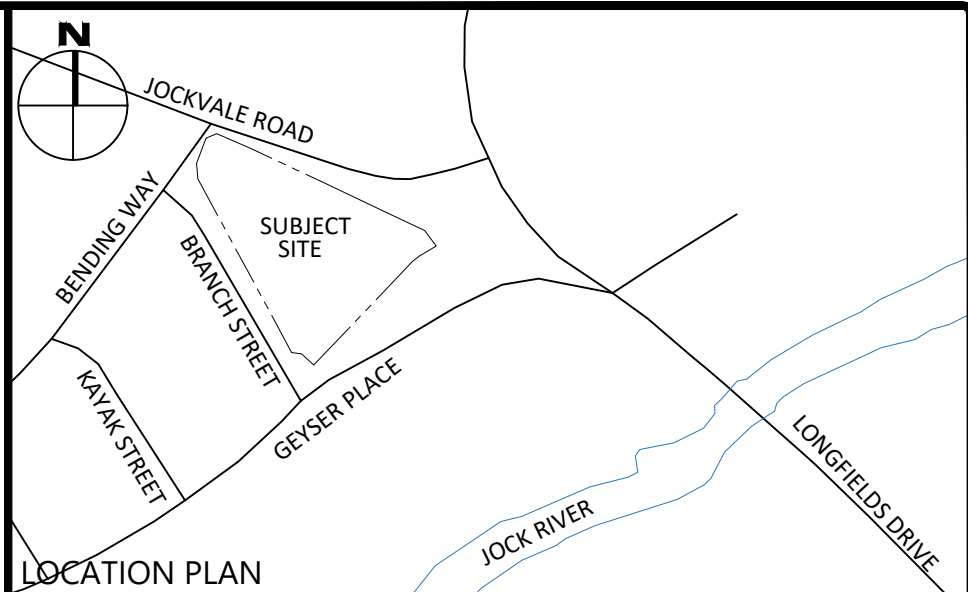 N
JOCKVALE ROAD
BENDING WAY
SUBJECT
SITE
BRANCH STREET
KAYAK STREET
GEYSER PLACE
LONGFIELDS DRIVE
JOCK RIVER
LOCATION PLAN